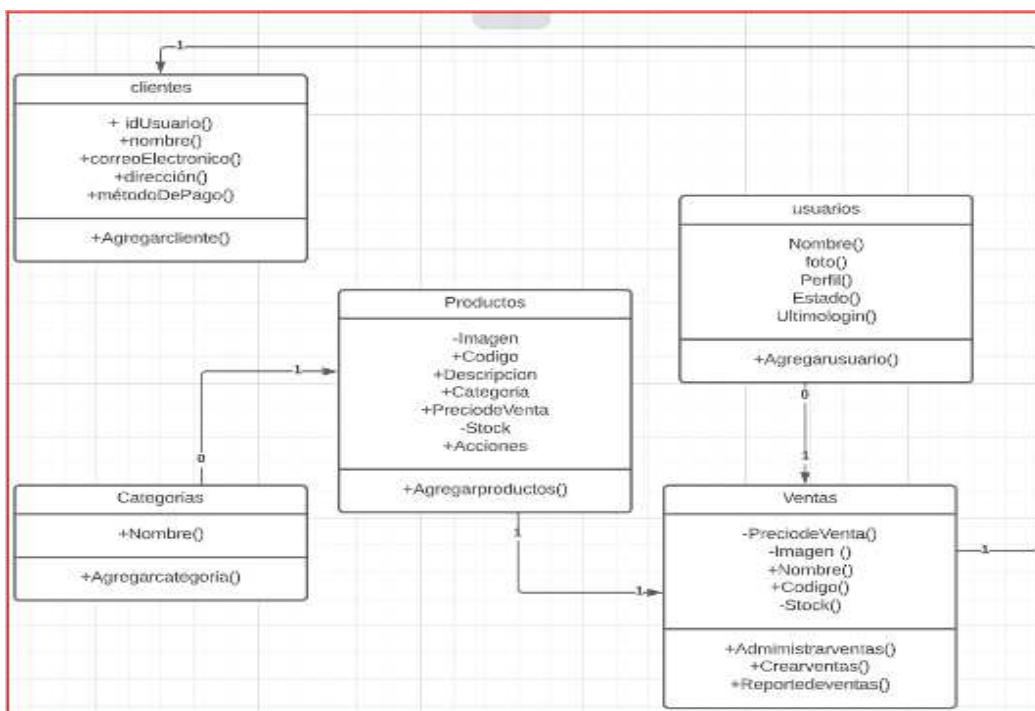 1
clientes
+ idUsuario()
+nombre()
+correoElectronico()
+dirección()
+métodoDePago()
+Agregarcliente()
usuarios
Nombre()
foto()
Perfil()
Estado()
Ultimologin()
+Agregarusuario()
0
1
Productos
-Imagen
+Codigo
+Descripcion
+Categoria
+PreciodeVenta
-Stock
+Acciones
+Agregarproductos()
1
0
Categorias
+Nombre()
+Agregarcategoria()
1
1
Ventas
-PreciodeVenta()
-Imagen ()
+Nombre()
+Codigo()
-Stock()
+Admimistrarventas()
+Crearventas()
+Reportedeventas()
1